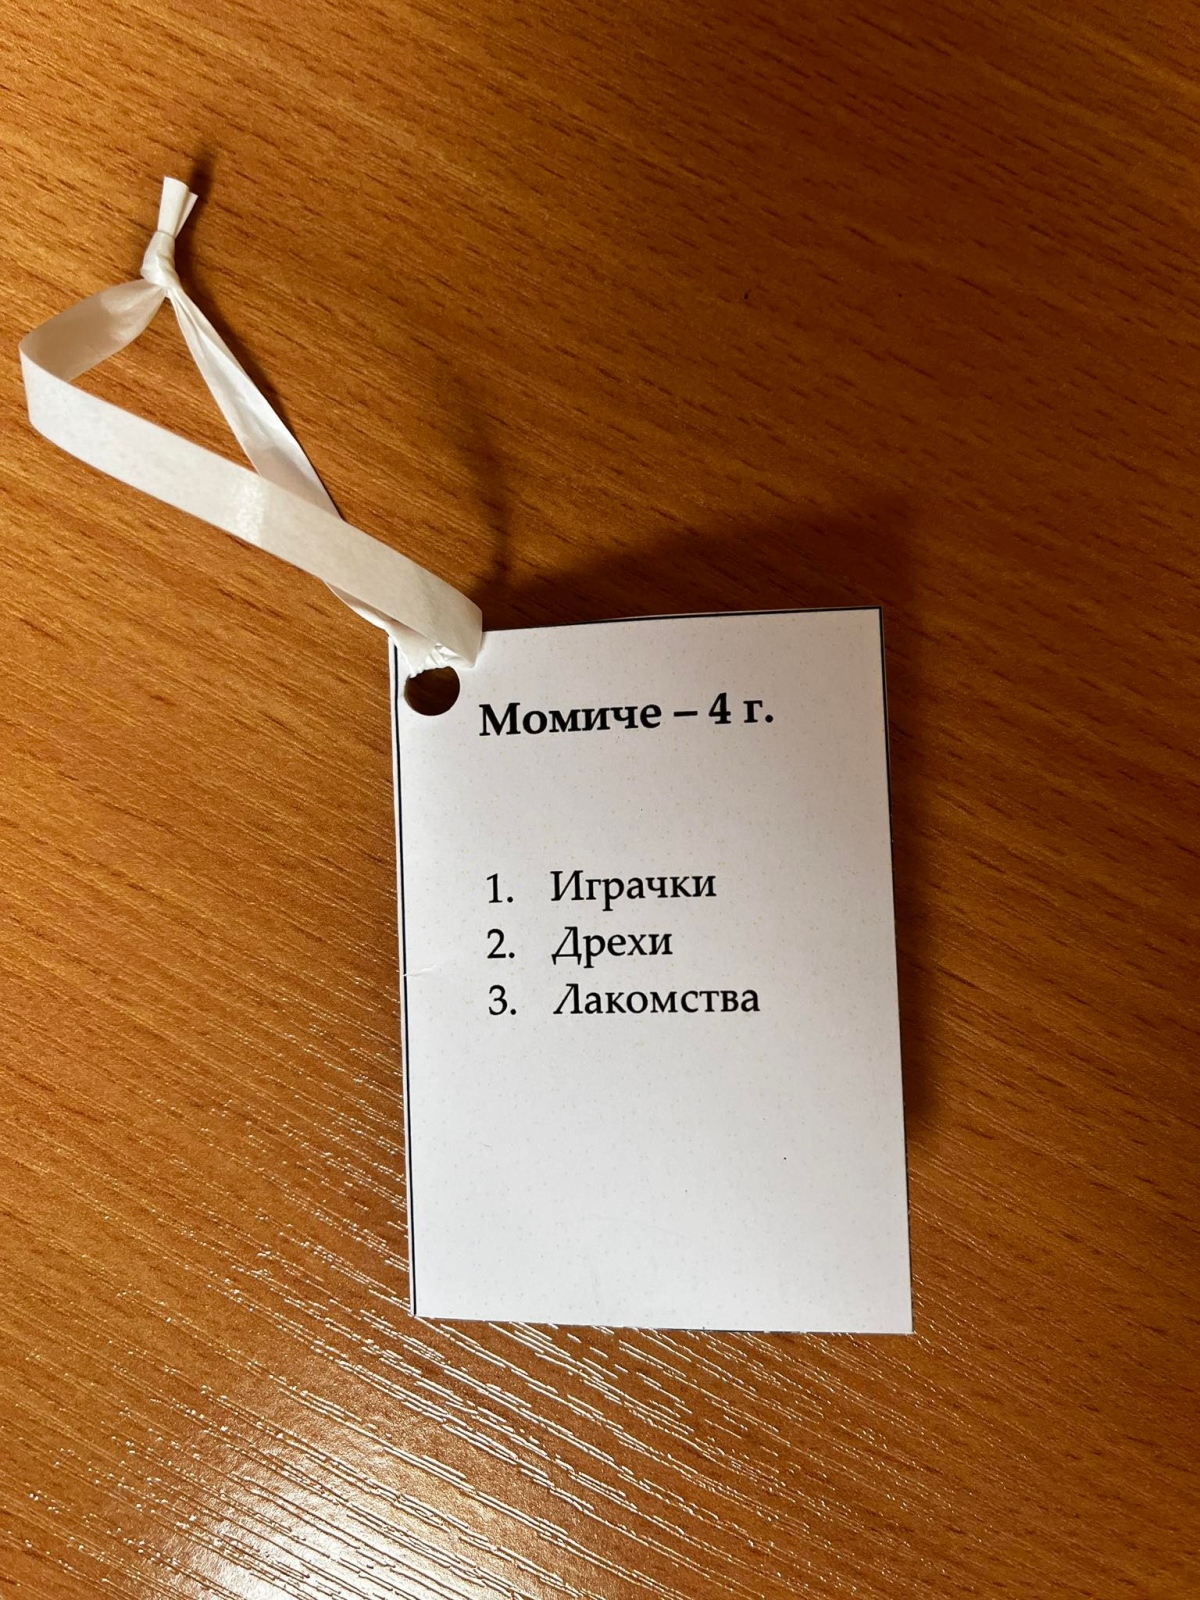 Момиче – 4 г.
1. Играчки
2. Дрехи
3. Лакомства